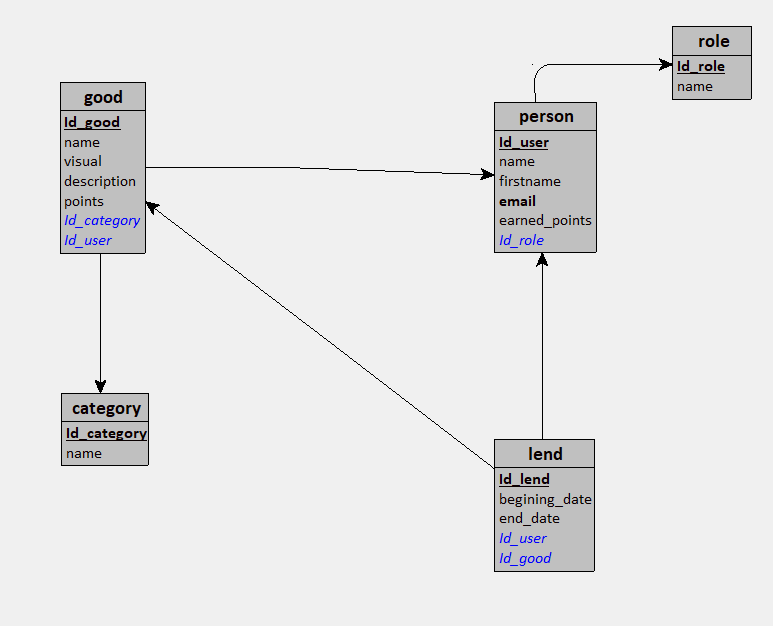 role
Id_role
name
good
Id_good
name
visual
description
points
Id_category
Id_user
person
Id_user
name
firstname
email
earned_points
Id_role
category
Id_category
name
lend
Id_lend
begining_date
end_date
Id_user
Id_good